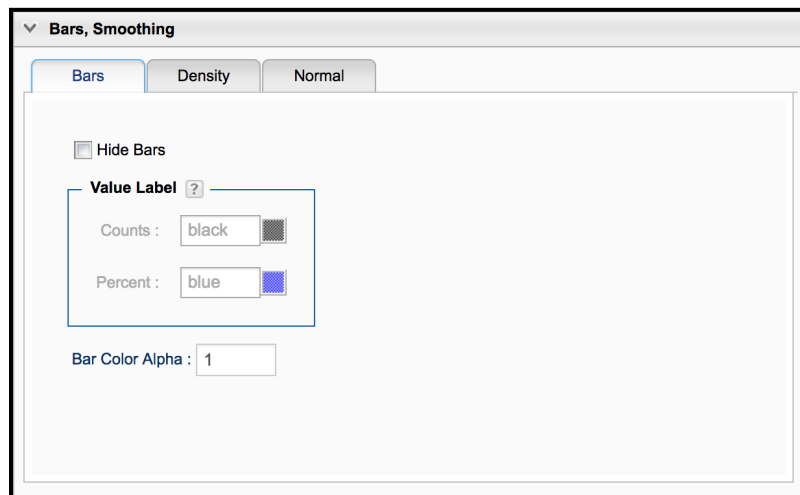 Bars, Smoothing
Bars Density Normal
Hide Bars
Value Label ?
Counts : black
Percent : blue
Bar Color Alpha : 1